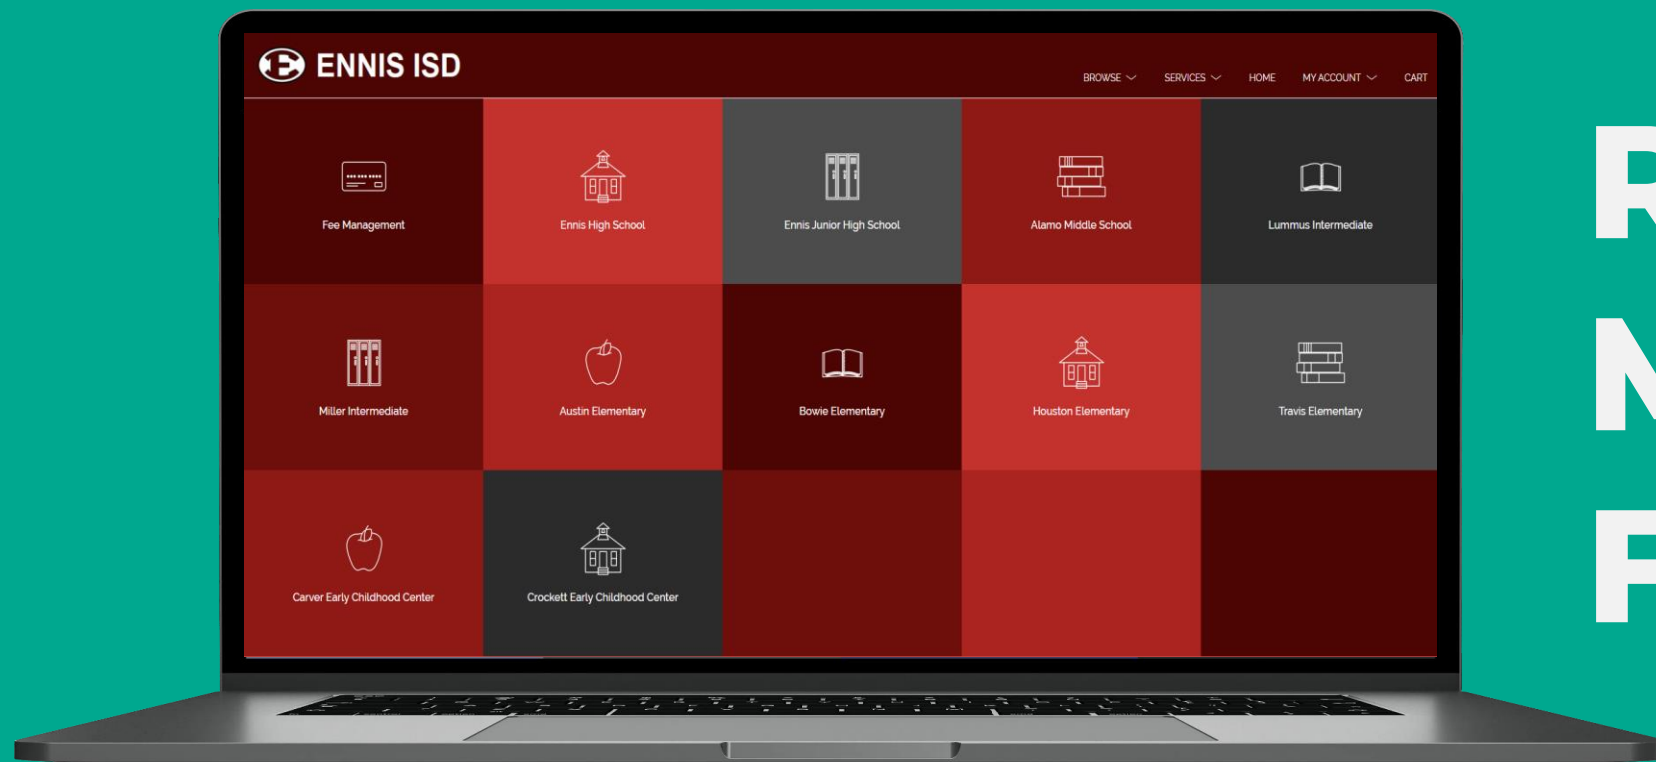 ENNIS ISD
BROWSE SERVICES HOME MY ACCOUNT CART
Fee Management
Ennis High School
Ennis Junior High School
Alamo Middle School
Lummus Intermediate
Miller Intermediate
Austin Elementary
Bowie Elementary
Houston Elementary
Travis Elementary
Carver Early Childhood Center
Crockett Early Childhood Center